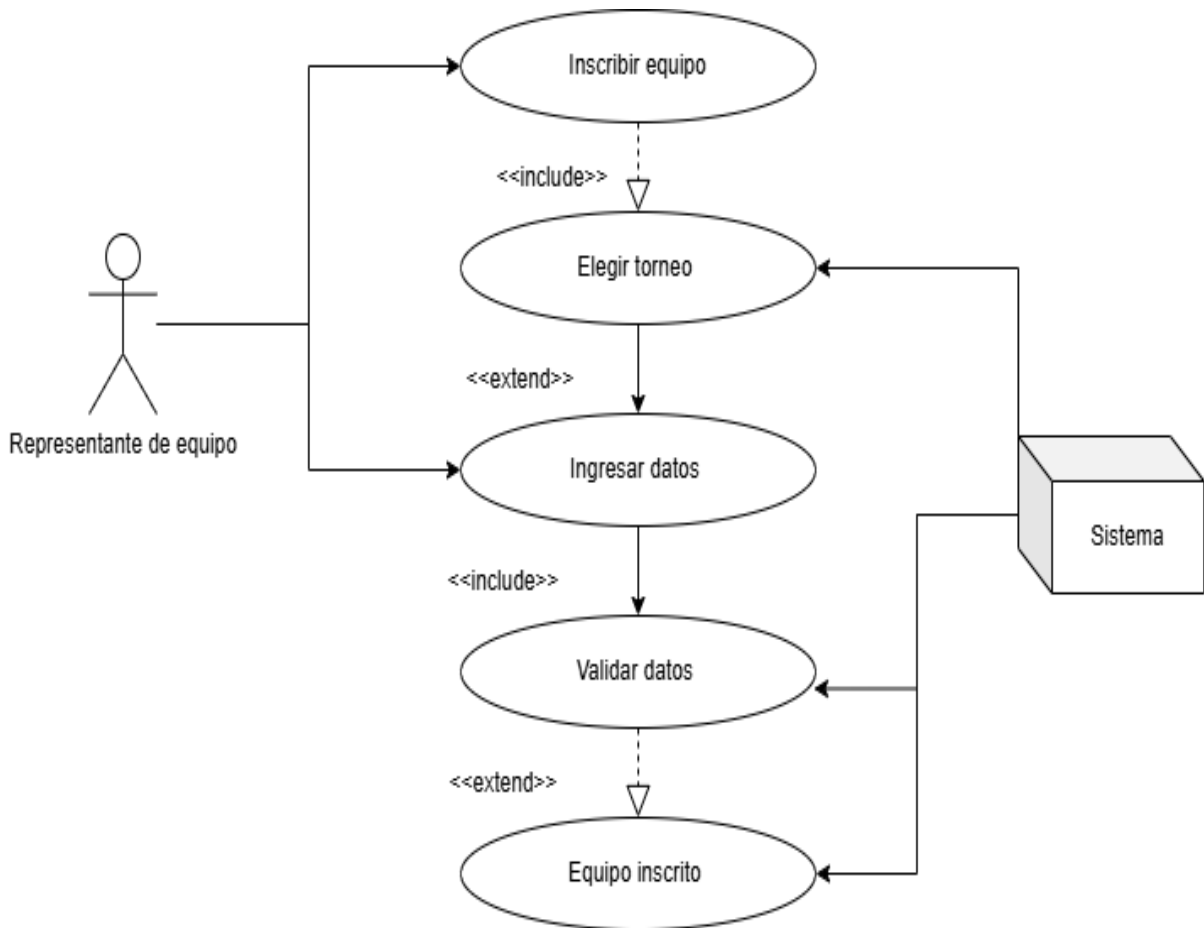 Inscribir equipo
<<include>>
Elegir torneo
<<extend>>
Representante de equipo
Ingresar datos
Sistema
<<include>>
Validar datos
<<extend>>
Equipo inscrito